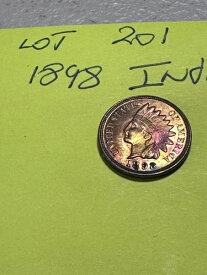 LOT 201
1898 IND
UNITED STATES OF AMERICA